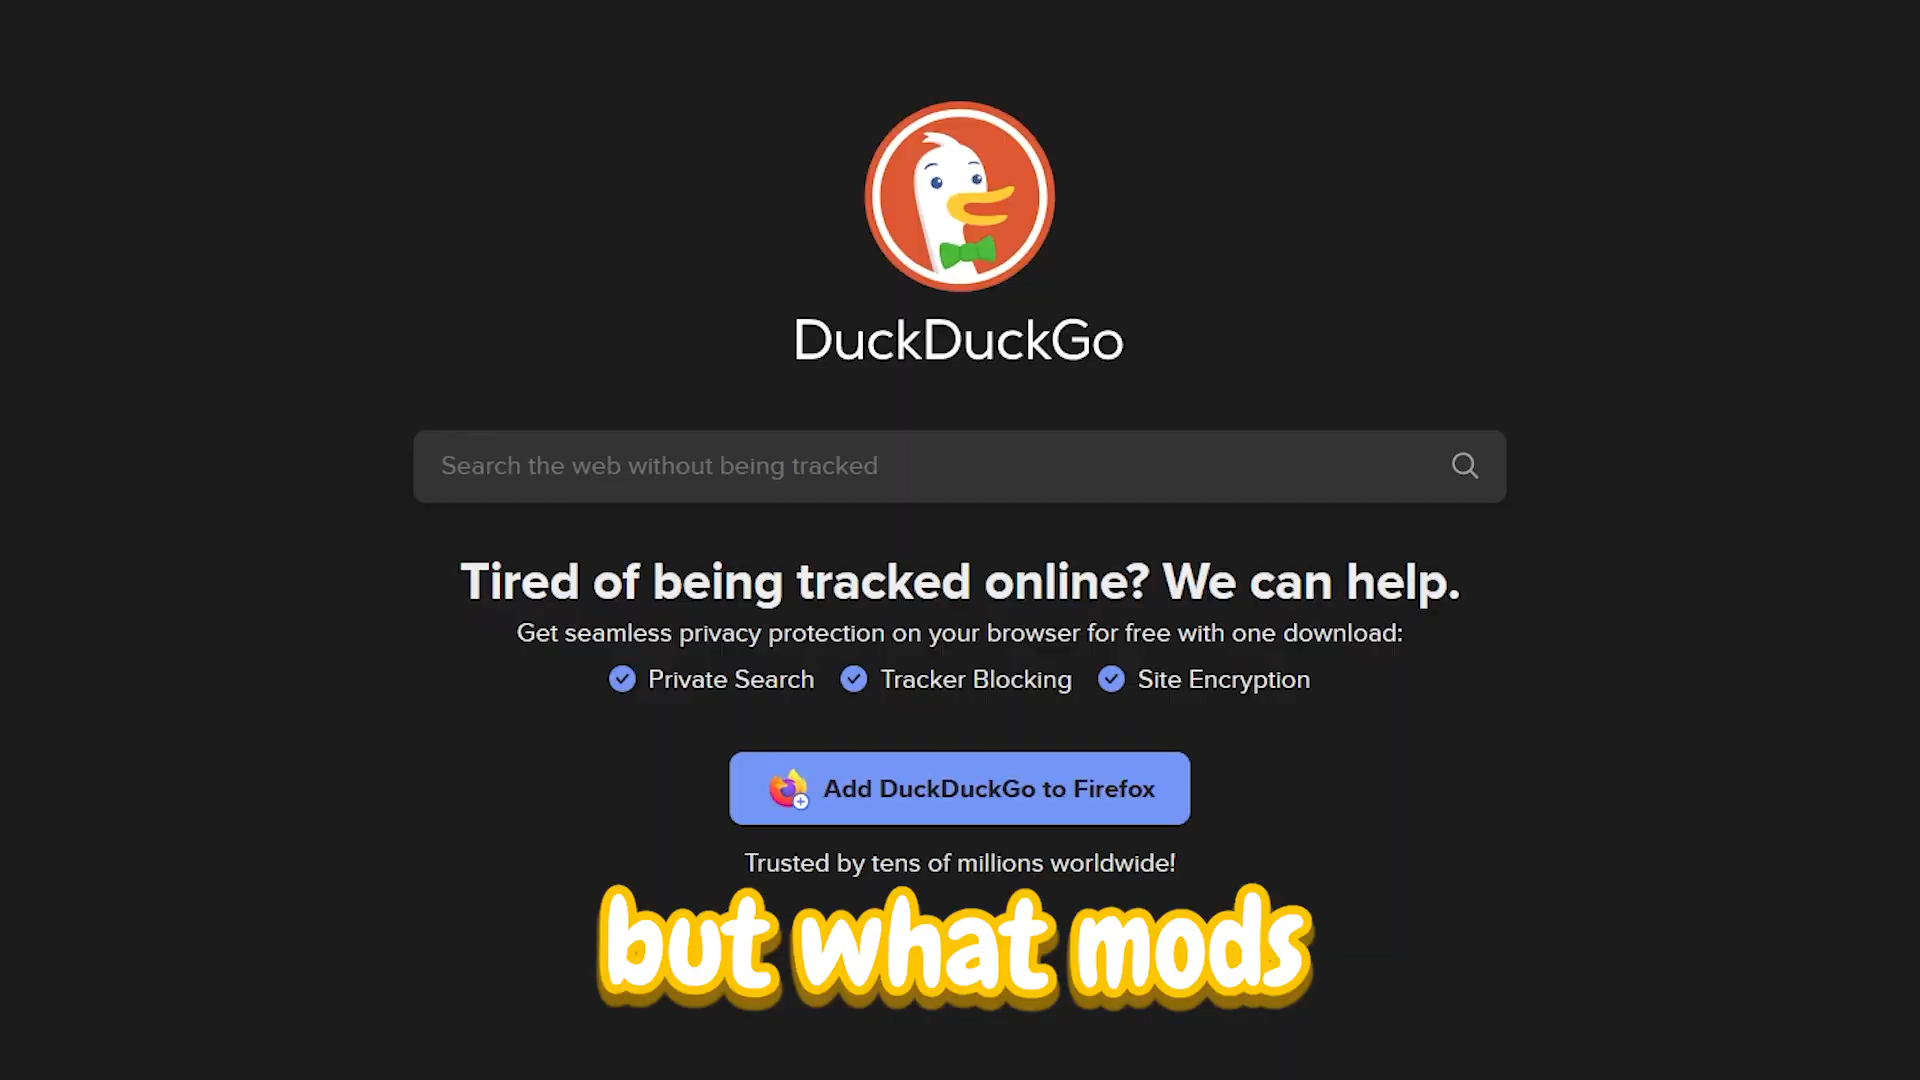 DuckDuckGo
Search the web without being tracked
Tired of being tracked online? We can help.
Get seamless privacy protection on your browser for free with one download:
Private Search Tracker Blocking Site Encryption
Add DuckDuckGo to Firefox
Trusted by tens of millions worldwide!
but what mods